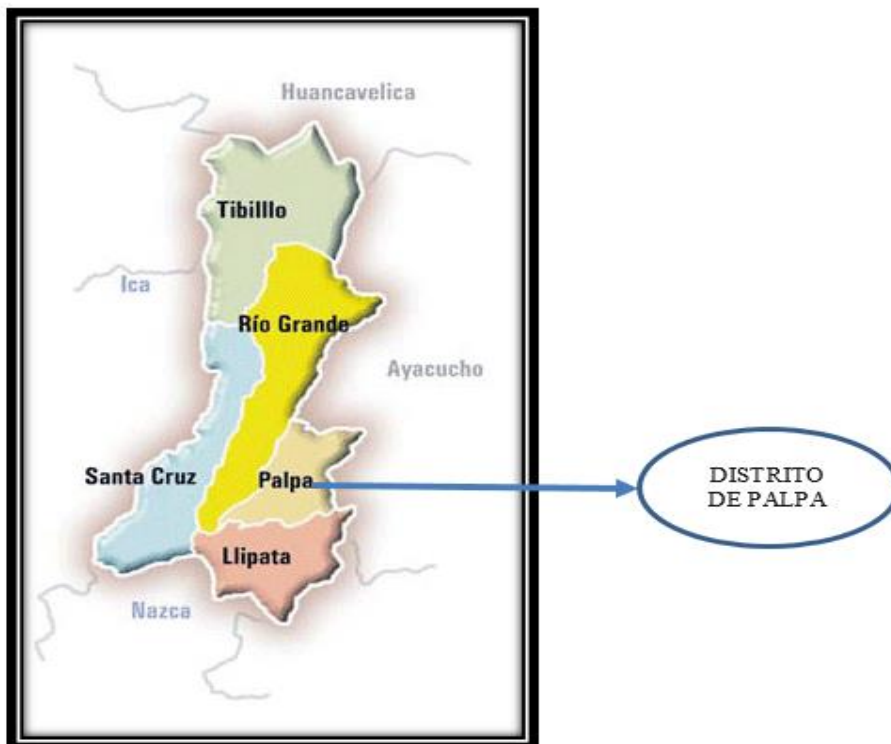 Huancavelica
Tibilllo
Ica
Río Grande
Ayacucho
Santa Cruz
Palpa
DISTRITO
DE PALPA
Llipata
Nazca